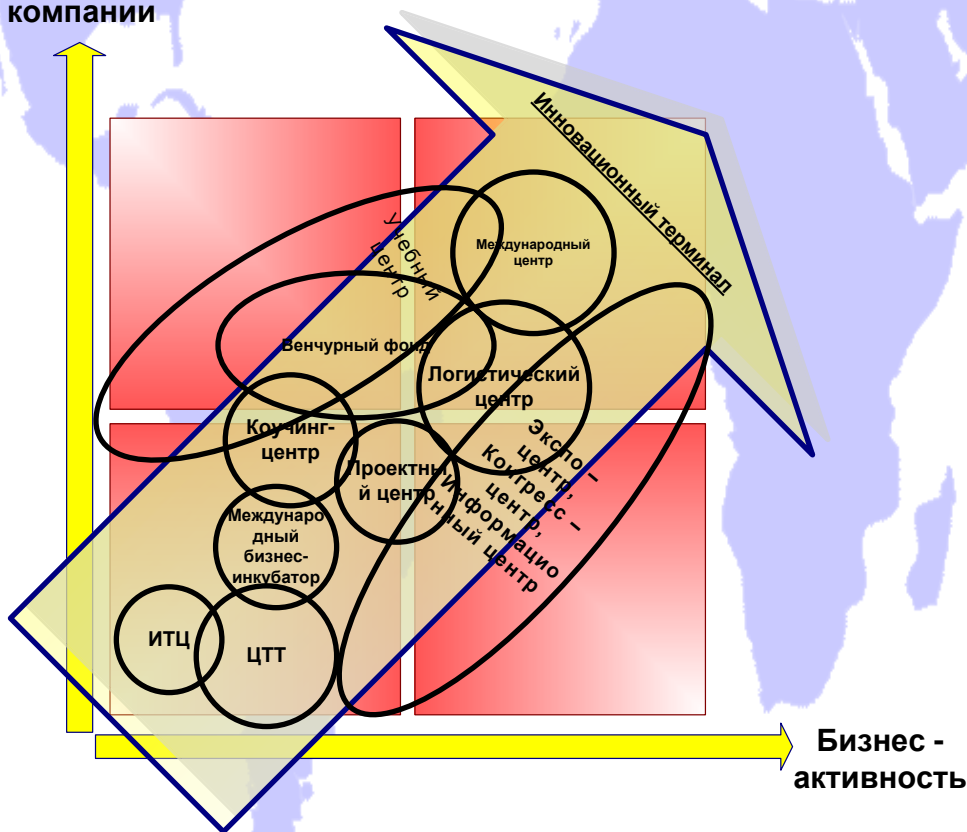 компании
Инновационный терминал
Учебный
центр
Международный
центр
Венчурный фонд
Логистический
центр
Коучинг-
центр
Проектны
й центр
Экспо –
центр,
Конгресс –
центр,
Информацио
нный центр
Междунаро
дный
бизнес-
инкубатор
ИТЦ
ЦТТ
Бизнес -
активность